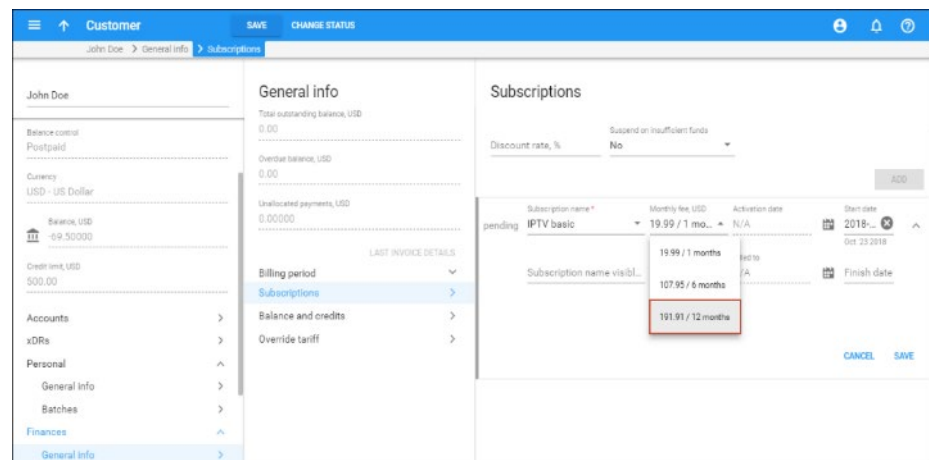 Customer
SAVE
CHANGE STATUS
John Doe > General info > Subscriptions
John Doe
Balance control
Postpaid
Currency
USD - US Dollar
Balance, USD
-69.50000
Credit limit, USD
500.00
Accounts
xDRs
Personal
General Info
Batches
Finances
General Info
General info
Total outstanding balance, USD
0.00
Overdue balance, USD
0.00
Unallocated payments, USD
0.00000
LAST INVOICE DETAILS
Billing period
Subscriptions
Balance and credits
Override tariff
Subscriptions
Discount rate, %
Suspend on insufficient funds
No
ADD
pending
Subscription name *
IPTV basic
Monthly fee, USD
19.99 / 1 mo...
Activation date
N/A
Start date
2018-...
Oct 23 2018
19.99 / 1 months
107.95 / 6 months
191.91 / 12 months
Subscription name visibl...
Finish date
CANCEL
SAVE